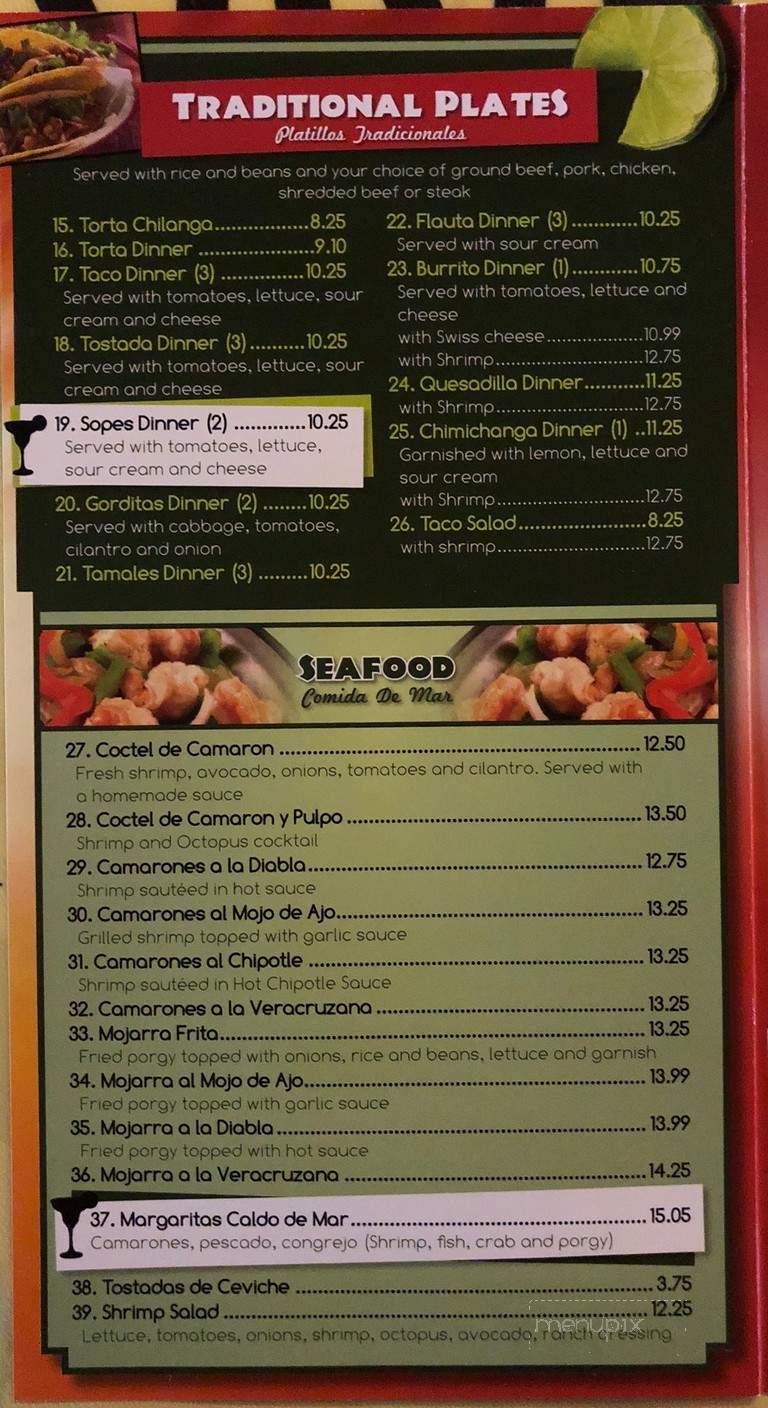 TRADITIONAL PLATES
Platillos Tradicionales
Served with rice and beans and your choice of ground beef, pork, chicken,
shredded beef or steak
15. Torta Chilanga.................8.25
16. Torta Dinner .....................9.10
17. Taco Dinner (3) ...............10.25
Served with tomatoes, lettuce, sour
cream and cheese
18. Tostada Dinner (3)..........10.25
Served with tomatoes, lettuce, sour
cream and cheese
19. Sopes Dinner (2) .............10.25
Served with tomatoes, lettuce,
sour cream and cheese
20. Gorditas Dinner (2) ........10.25
Served with cabbage, tomatoes,
cilantro and onion
21. Tamales Dinner (3) .........10.25
22. Flauta Dinner (3) ............10.25
Served with sour cream
23. Burrito Dinner (1)............10.75
Served with tomatoes, lettuce and
cheese
with Swiss cheese....................10.99
with Shrimp...............................12.75
24. Quesadilla Dinner...........11.25
with Shrimp...............................12.75
25. Chimichanga Dinner (1) ..11.25
Garnished with lemon, lettuce and
sour cream
with Shrimp...............................12.75
26. Taco Salad.......................8.25
with shrimp...............................12.75
SEAFOOD
Comida De Mar
27. Coctel de Camaron .................................................................. 12.50
Fresh shrimp, avocado, onions, tomatoes and cilantro. Served with
a homemade sauce
28. Coctel de Camaron y Pulpo ...................................................... 13.50
Shrimp and Octopus cocktail
29. Camarones a la Diabla............................................................. 12.75
Shrimp sautéed in hot sauce
30. Camarones al Mojo de Ajo........................................................ 13.25
Grilled shrimp topped with garlic sauce
31. Camarones al Chipotle ............................................................. 13.25
Shrimp sautéed in Hot Chipotle Sauce
32. Camarones a la Veracruzana ................................................. 13.25
33. Mojarra Frita............................................................................. 13.25
Fried porgy topped with onions, rice and beans, lettuce and garnish
34. Mojarra al Mojo de Ajo.............................................................. 13.99
Fried porgy topped with garlic sauce
35. Mojarra a la Diabla ................................................................... 13.99
Fried porgy topped with hot sauce
36. Mojarra a la Veracruzana ....................................................... 14.25
37. Margaritas Caldo de Mar...................................................... 15.05
Camarones, pescado, congrejo (Shrimp, fish, crab and porgy)
38. Tostadas de Ceviche ................................................................. 3.75
39. Shrimp Salad .............................................................................. 12.25
Lettuce, tomatoes, onions, shrimp, octopus, avocado, ranch dressing
menupix